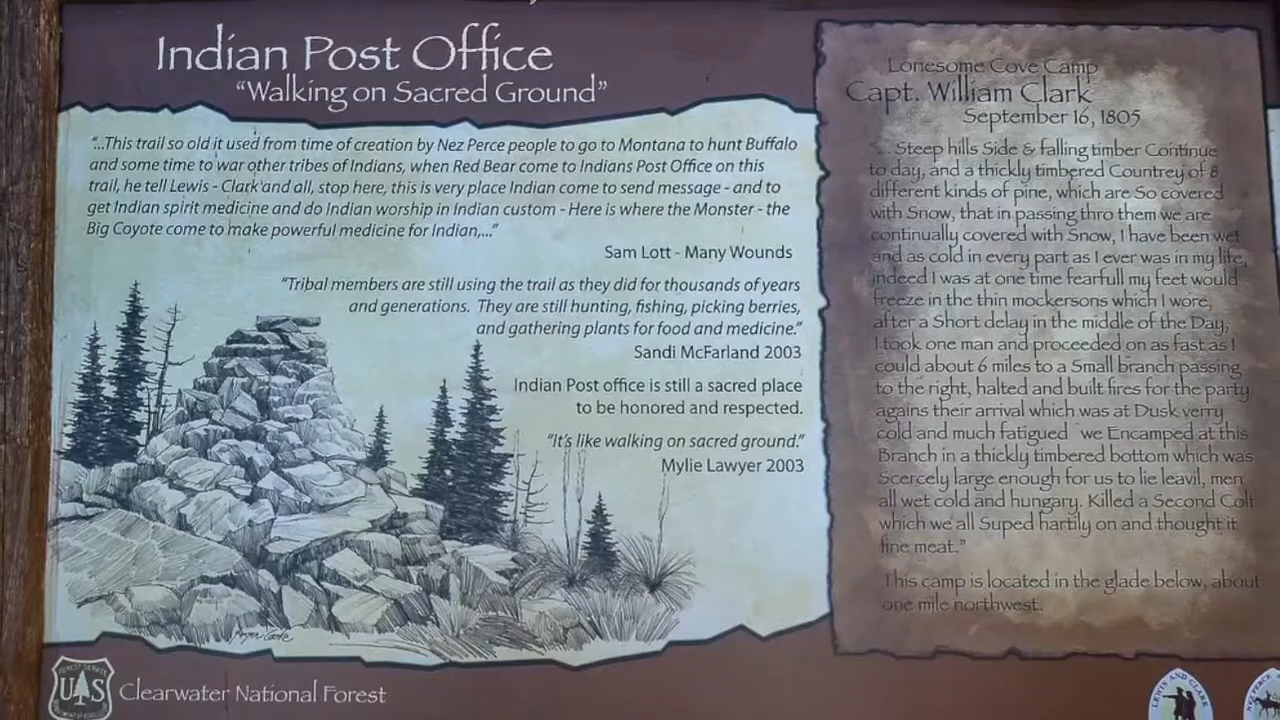 Indian Post Office
“Walking on Sacred Ground”
“...This trail so old it used from time of creation by Nez Perce people to go to Montana to hunt Buffalo
and some time to war other tribes of Indians, when Red Bear come to Indians Post Office on this
trail, he tell Lewis - Clark and all, stop here, this is very place Indian come to send message - and to
get Indian spirit medicine and do Indian worship in Indian custom - Here is where the Monster - the
Big Coyote come to make powerful medicine for Indian,...”
Sam Lott - Many Wounds
“Tribal members are still using the trail as they did for thousands of years
and generations. They are still hunting, fishing, picking berries,
and gathering plants for food and medicine.”
Sandi McFarland 2003
Indian Post office is still a sacred place
to be honored and respected.
“It’s like walking on sacred ground.”
Mylie Lawyer 2003
Roger Cooke
FOREST SERVICE
U S
DEPARTMENT OF AGRICULTURE
Clearwater National Forest
Lonesome Cove Camp
Capt. William Clark
September 16, 1805
“...Steep hills Side & falling timber Continue
to day, and a thickly timbered Countrey of 8
different kinds of pine, which are So covered
with Snow, that in passing thro them we are
continually covered with Snow, I have been wet
and as cold in every part as I ever was in my life,
indeed I was at one time fearfull my feet would
freeze in the thin mockersons which I wore,
after a Short delay in the middle of the Day,
I took one man and proceeded on as fast as I
could about 6 miles to a Small branch passing
to the right, halted and built fires for the party
agains their arrival which was at Dusk verry
cold and much fatigued we Encamped at this
Branch in a thickly timbered bottom which was
Scercely large enough for us to lie leavil, men
all wet cold and hungary. Killed a Second Colt
which we all Suped hartily on and thought it
fine meat.”
This camp is located in the glade below, about
one mile northwest.
LEWIS AND CLARK
NEZ PERCE